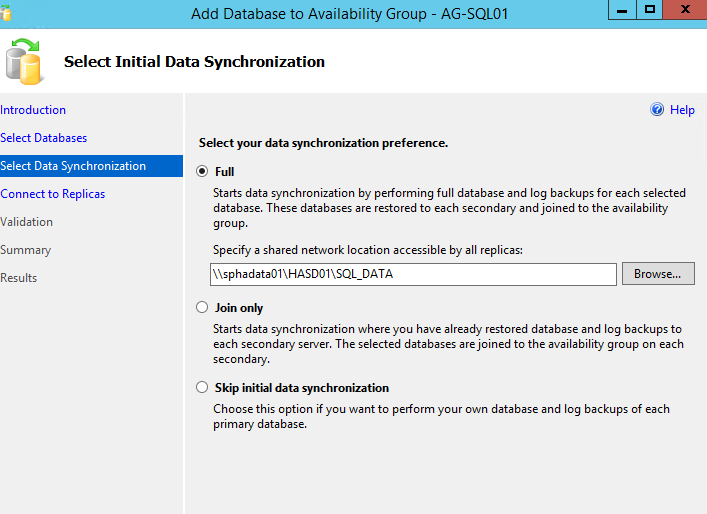 Add Database to Availability Group - AG-SQL01
Select Initial Data Synchronization
Introduction
Select Databases
Select Data Synchronization
Connect to Replicas
Validation
Summary
Results
Help
Select your data synchronization preference.
Full
Starts data synchronization by performing full database and log backups for each selected
database. These databases are restored to each secondary and joined to the availability
group.
Specify a shared network location accessible by all replicas:
\\sphadata01\HASD01\SQL_DATA
Browse...
Join only
Starts data synchronization where you have already restored database and log backups to
each secondary server. The selected databases are joined to the availability group on each
secondary.
Skip initial data synchronization
Choose this option if you want to perform your own database and log backups of each
primary database.